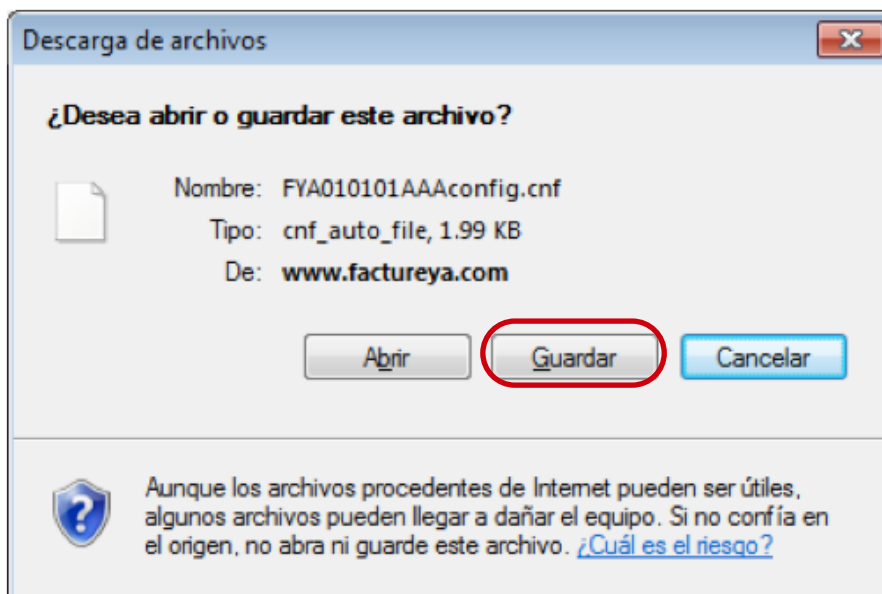 Descarga de archivos
¿Desea abrir o guardar este archivo?
Nombre: FYA010101AAAconfig.cnf
Tipo: cnf_auto_file, 1.99 KB
De: www.factureya.com
Abrir Guardar Cancelar
Aunque los archivos procedentes de Internet pueden ser útiles,
algunos archivos pueden llegar a dañar el equipo. Si no confía en
el origen, no abra ni guarde este archivo. ¿Cuál es el riesgo?